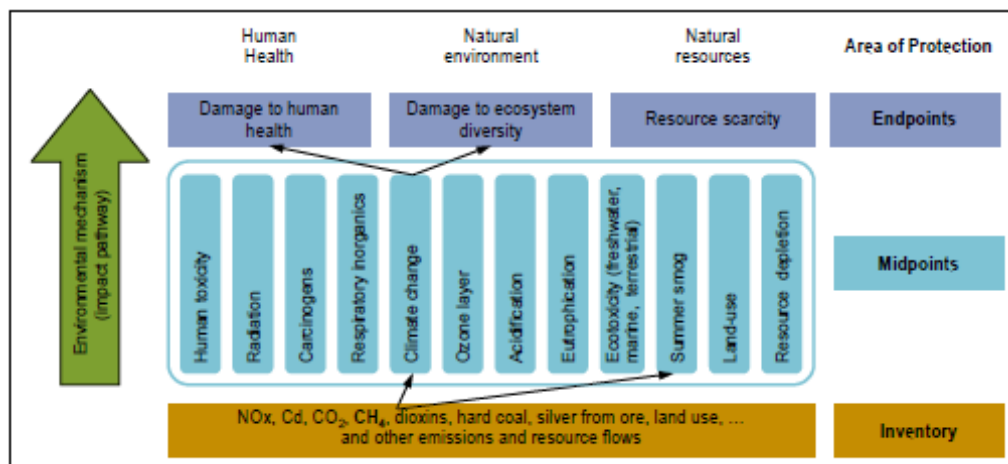 Human
Health
Natural
environment
Natural
resources
Area of Protection
Environmental mechanism
(impact pathway)
Damage to human
health
Damage to ecosystem
diversity
Resource scarcity
Endpoints
Human toxicity
Radiation
Carcinogens
Respiratory inorganics
Climate change
Ozone layer
Acidification
Eutrophication
Ecotoxicity (freshwater,
marine, terrestrial)
Summer smog
Land-use
Resource depletion
Midpoints
NOx, Cd, CO₂, CH₄, dioxins, hard coal, silver from ore, land use, ...
and other emissions and resource flows
Inventory